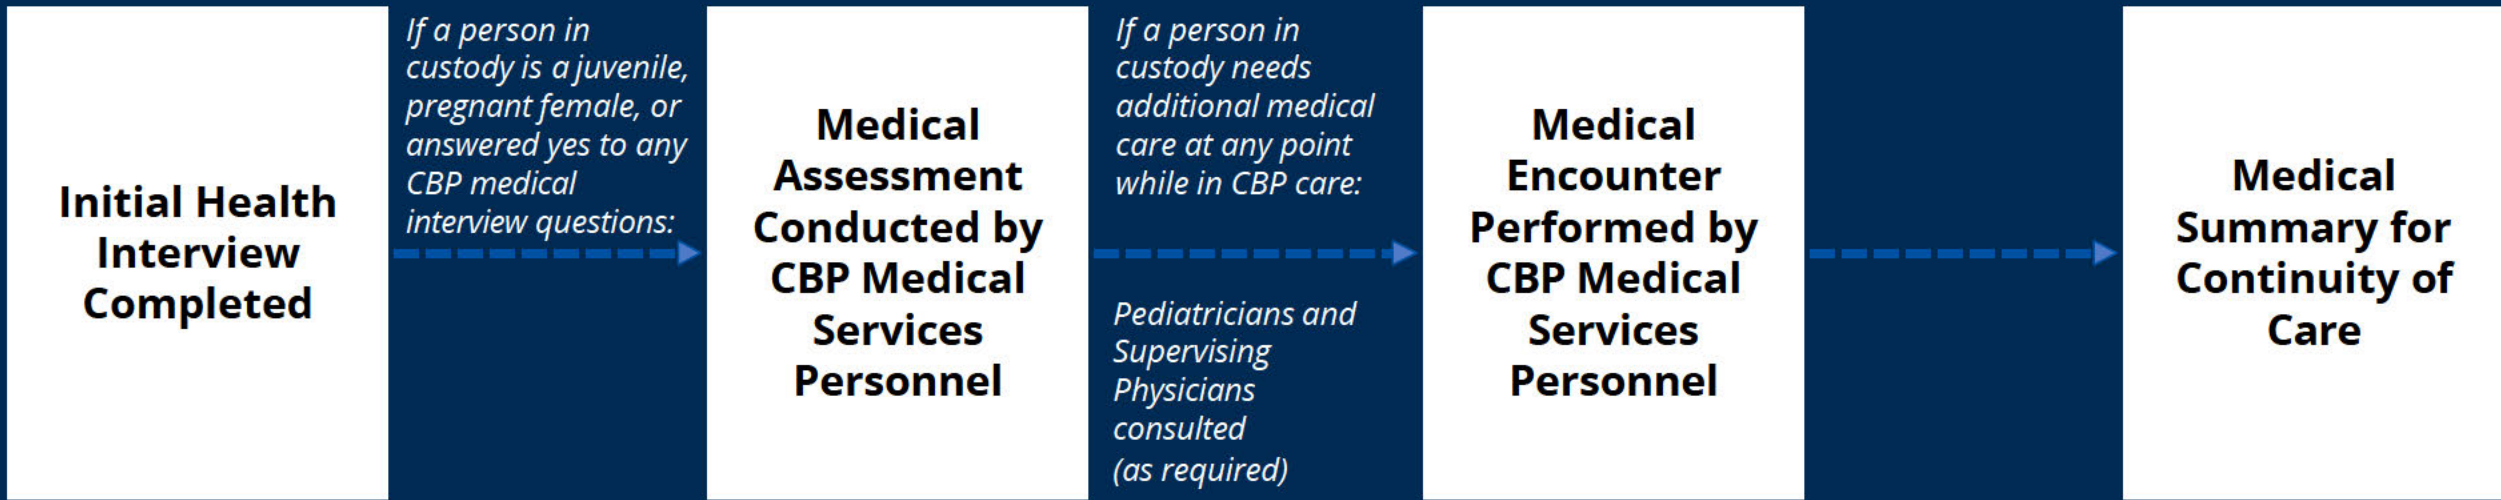 Initial Health
Interview
Completed
If a person in
custody is a juvenile,
pregnant female, or
answered yes to any
CBP medical
interview questions:
Medical
Assessment
Conducted by
CBP Medical
Services
Personnel
If a person in
custody needs
additional medical
care at any point
while in CBP care:
Pediatricians and
Supervising
Physicians
consulted
(as required)
Medical
Encounter
Performed by
CBP Medical
Services
Personnel
Medical
Summary for
Continuity of
Care